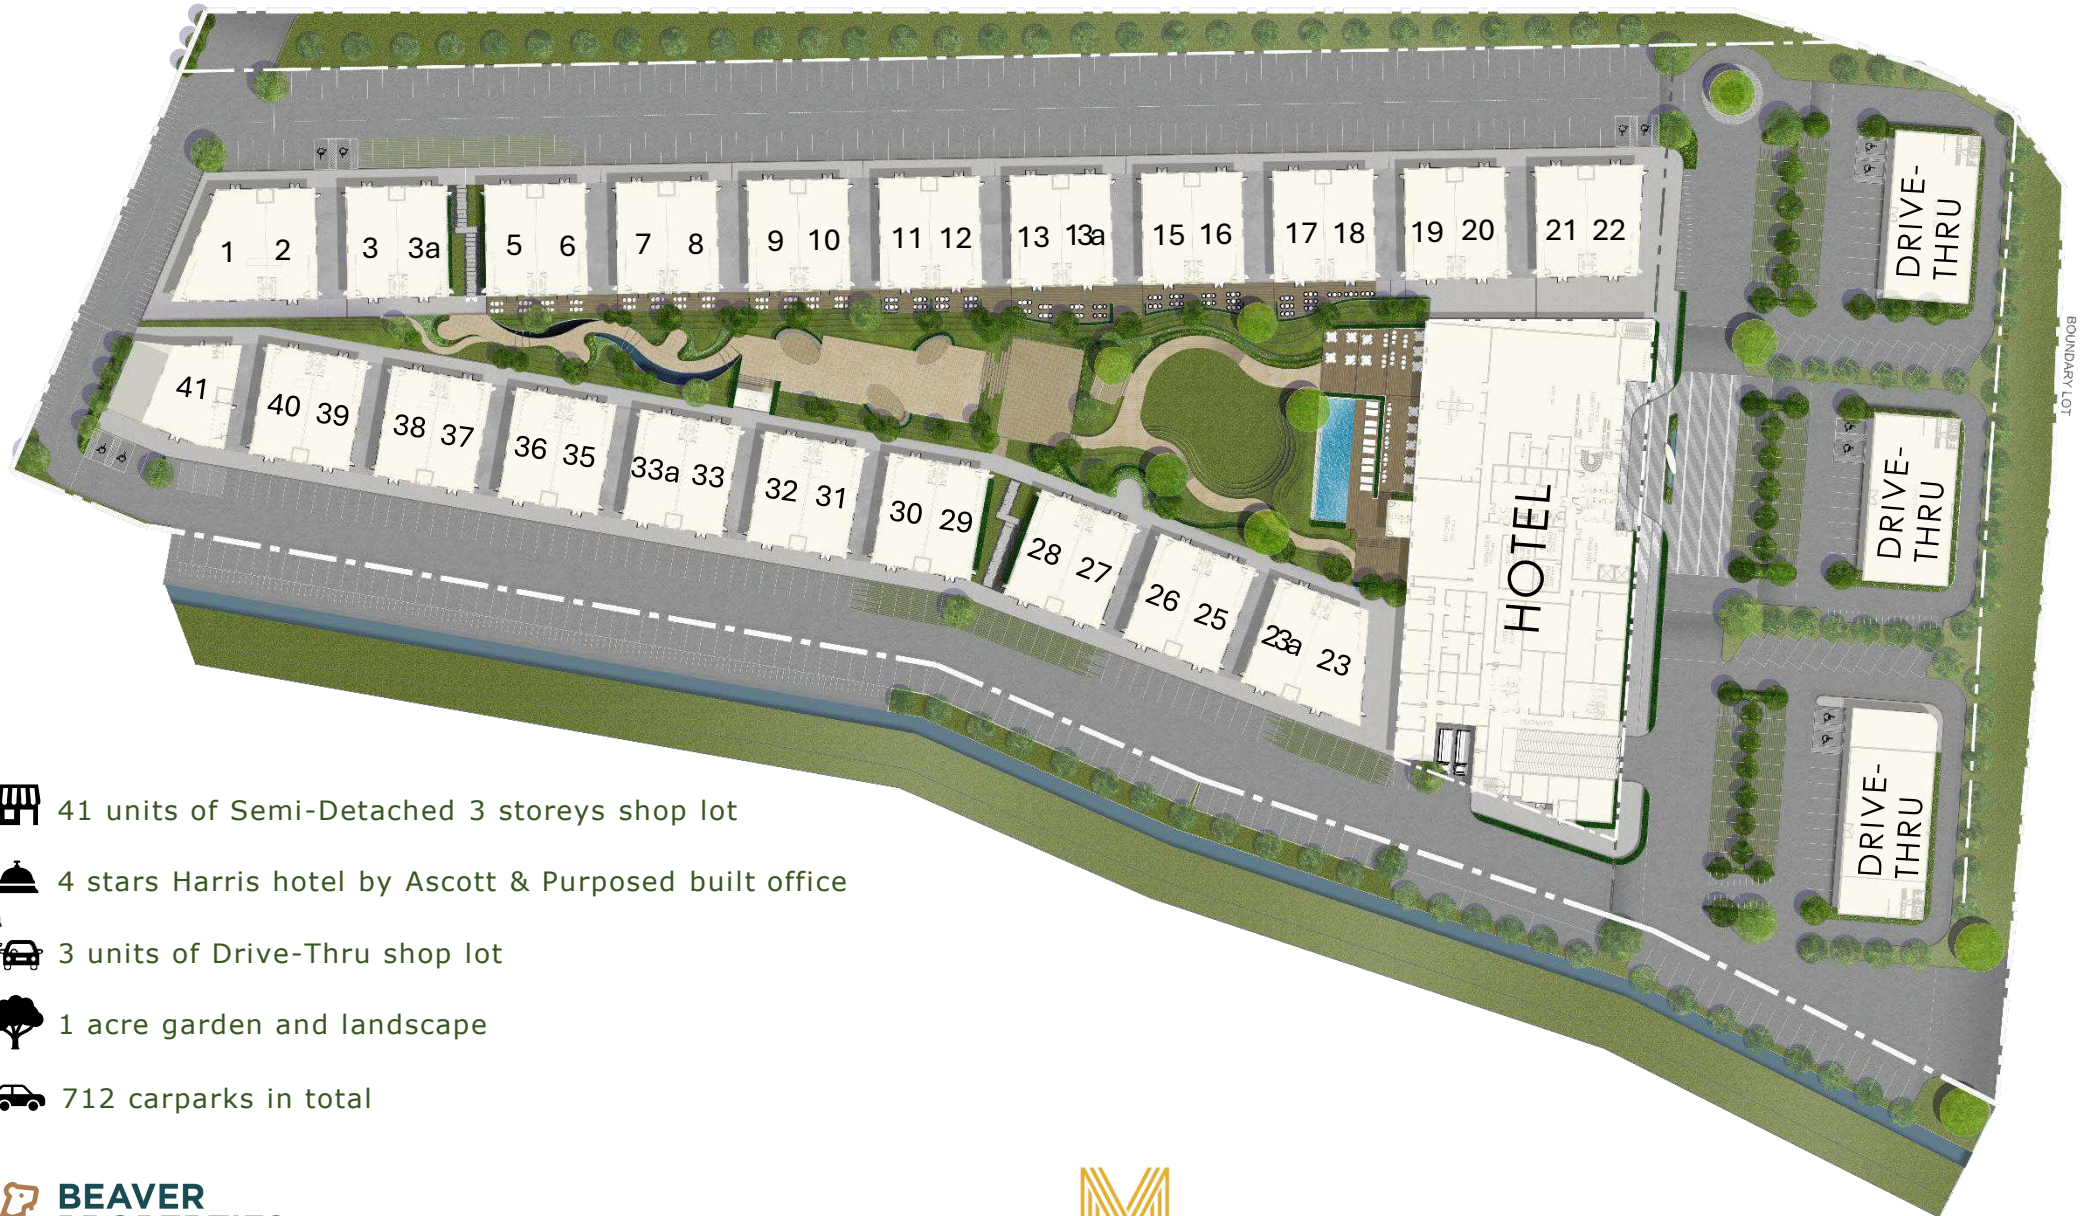 1 2 3 3a 5 6 7 8 9 10 11 12 13 13a 15 16 17 18 19 20 21 22
DRIVE-
THRU
BOUNDARY LOT
41 40 39 38 37 36 35 33a 33 32 31 30 29 28 27 26 25 23a 23
HOTEL
DRIVE-
THRU
DRIVE-
THRU
41 units of Semi-Detached 3 storeys shop lot
4 stars Harris hotel by Ascott & Purposed built office
3 units of Drive-Thru shop lot
1 acre garden and landscape
712 carparks in total
BEAVER